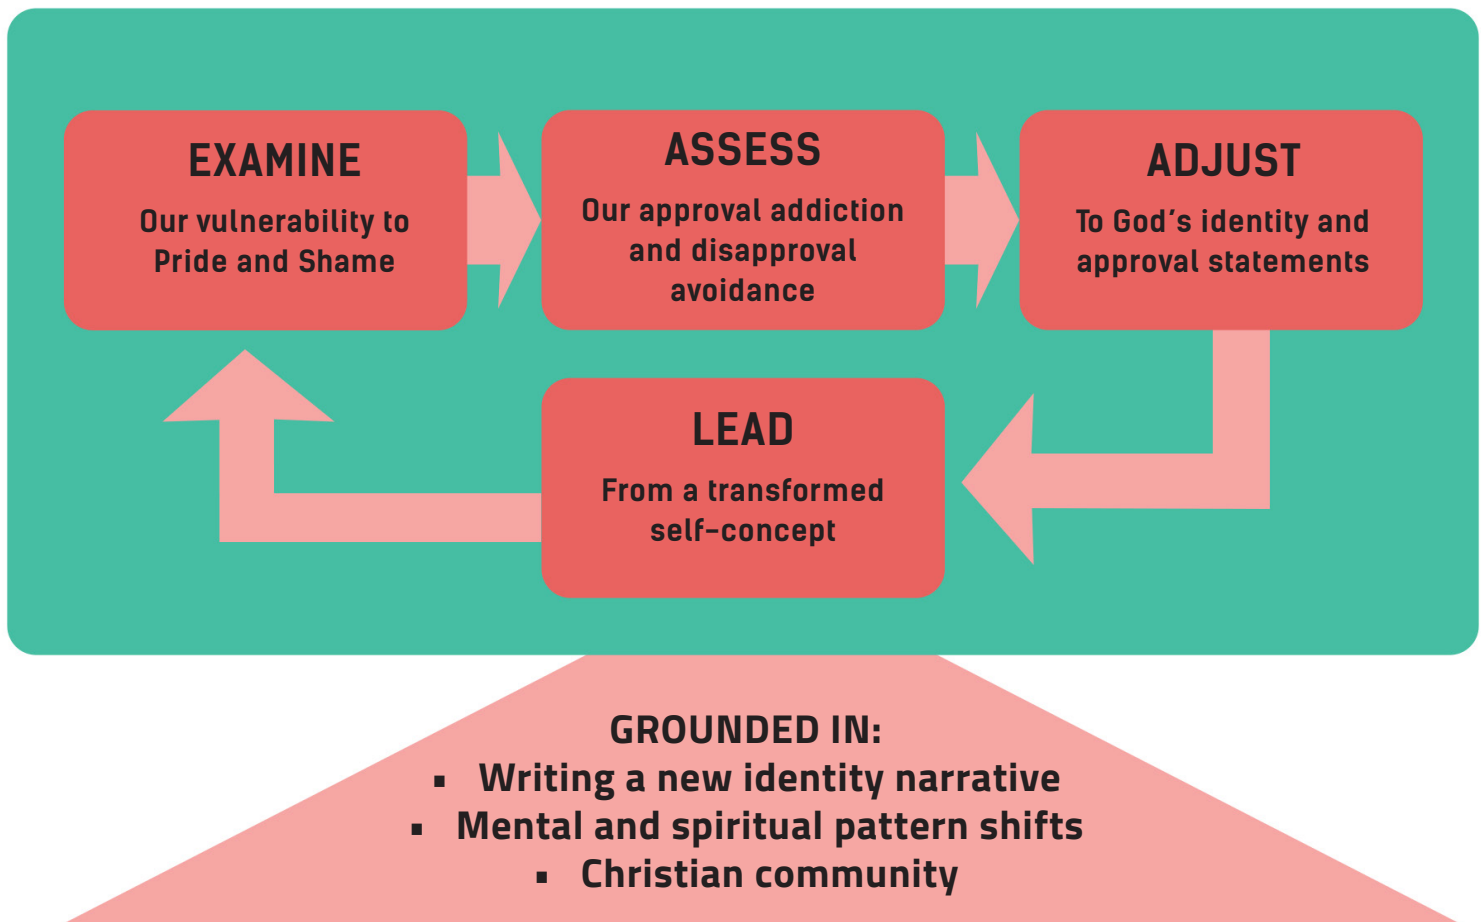 EXAMINE
Our vulnerability to
Pride and Shame
ASSESS
Our approval addiction
and disapproval
avoidance
ADJUST
To God's identity and
approval statements
LEAD
From a transformed
self-concept
GROUNDED IN:
▪ Writing a new identity narrative
▪ Mental and spiritual pattern shifts
▪ Christian community